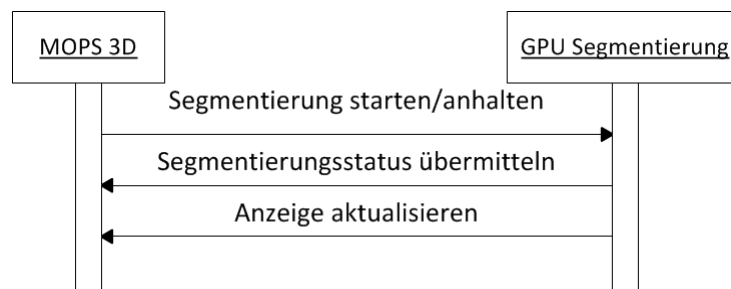 MOPS 3D
GPU Segmentierung
Segmentierung starten/anhalten
Segmentierungsstatus übermitteln
Anzeige aktualisieren